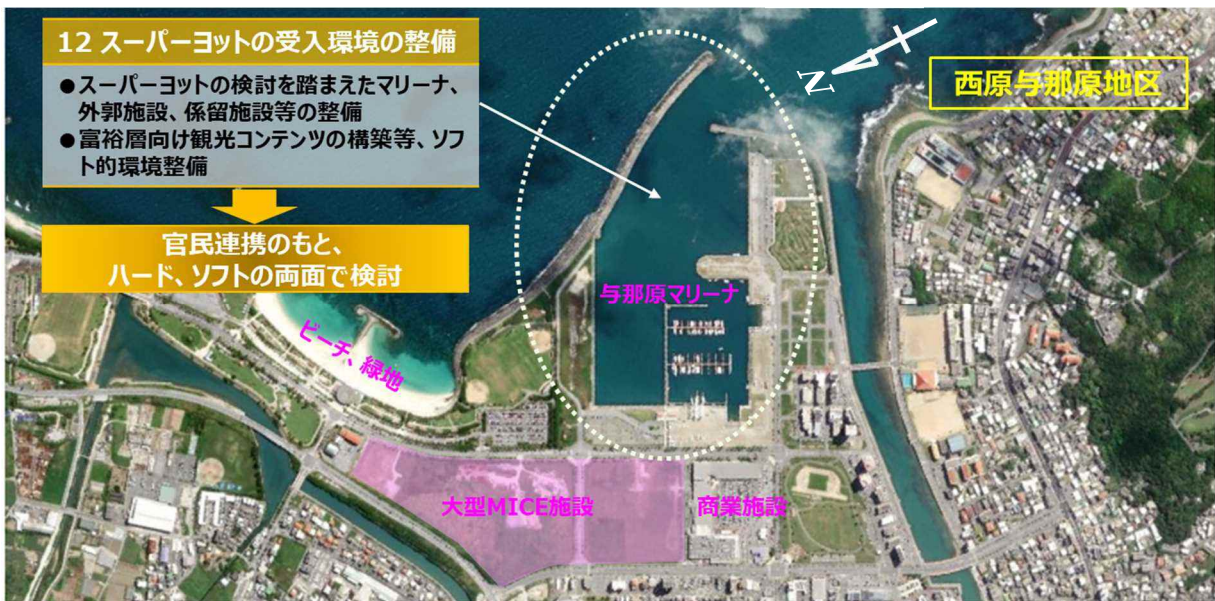 12 スーパーヨットの受入環境の整備
●スーパーヨットの検討を踏まえたマリーナ、
外郭施設、係留施設等の整備
●富裕層向け観光コンテンツの構築等、ソフ
ト的環境整備
官民連携のもと、
ハード、ソフトの両面で検討
N
西原与那原地区
与那原マリーナ
ビーチ、緑地
大型MICE施設
商業施設